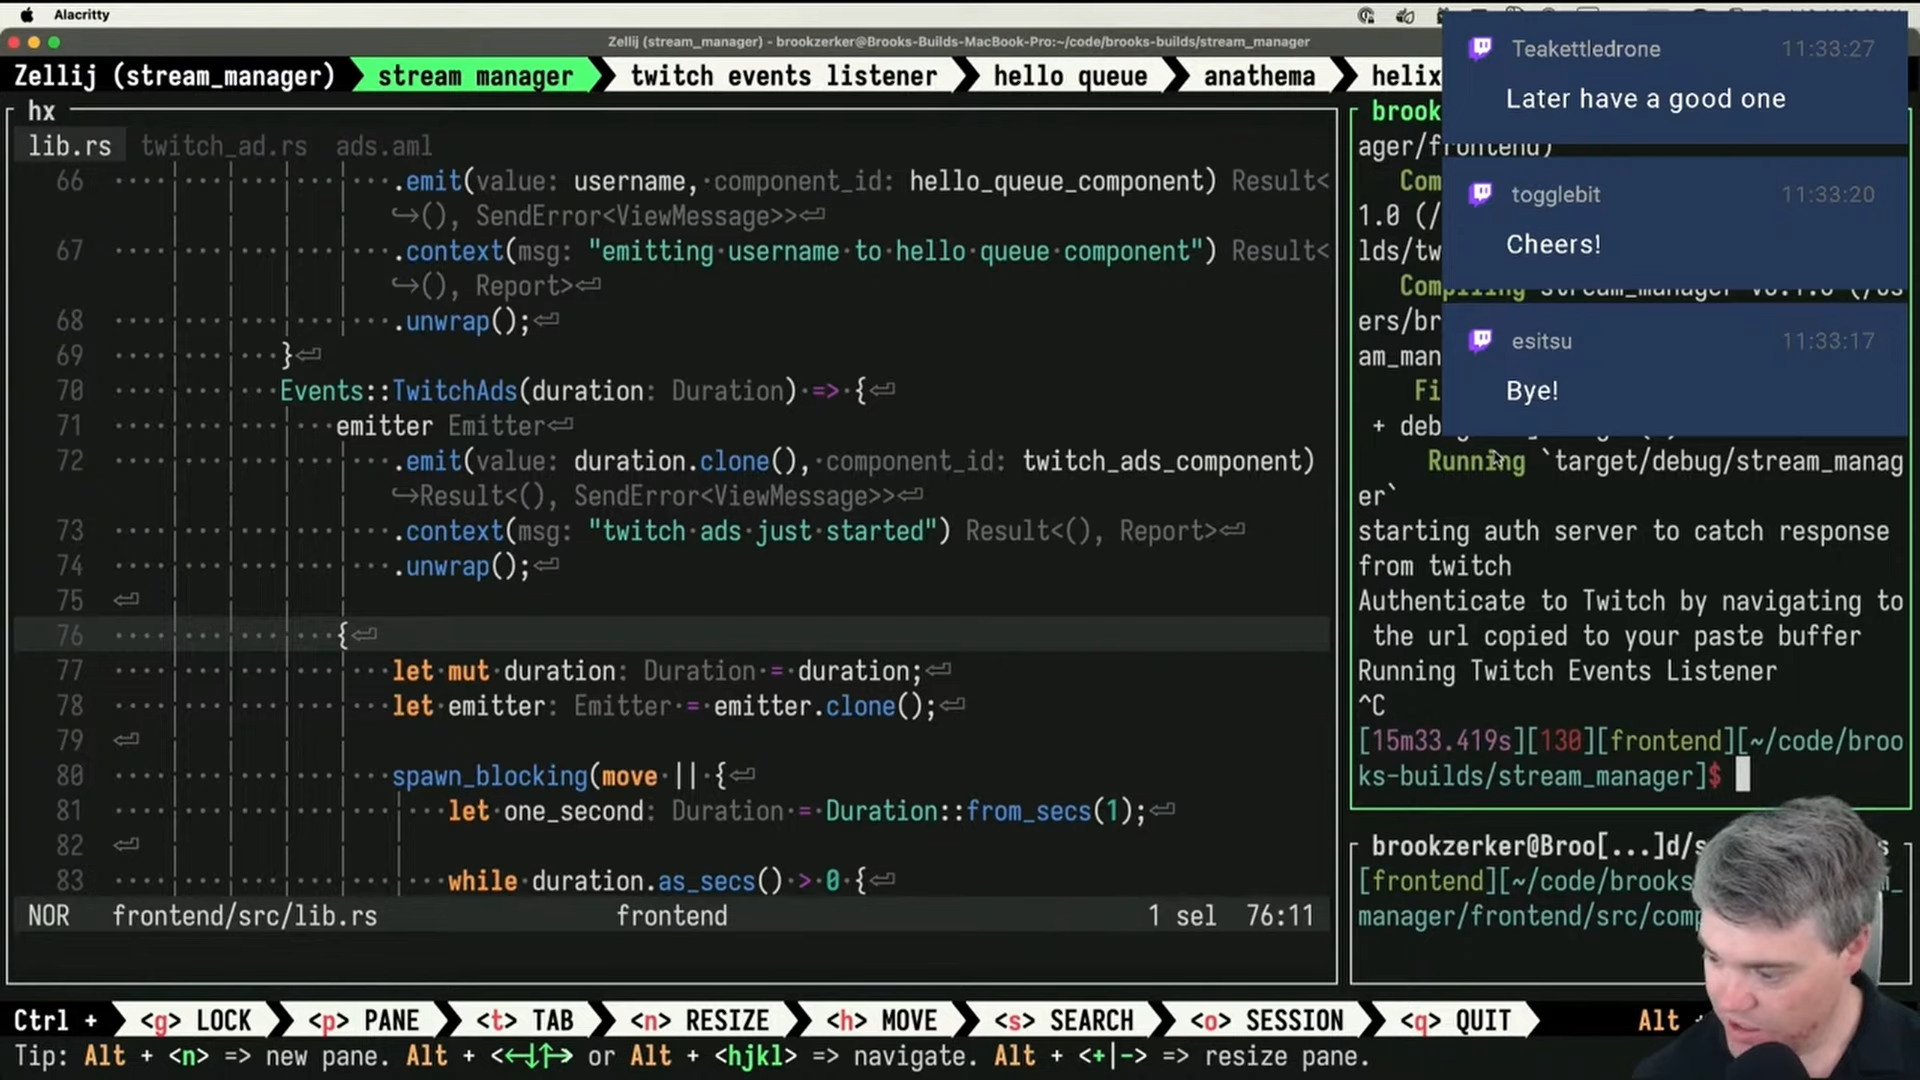 Alacritty
Zellij (stream_manager) - brookzerker@Brooks-Builds-MacBook-Pro:~/code/brooks-builds/stream_manager
Zellij (stream_manager) stream manager twitch events listener hello queue anathema helix
hx
lib.rs twitch_ad.rs ads.aml
66 .emit(value: username, component_id: hello_queue_component) Result<
(), SendError<ViewMessage>>
67 .context(msg: "emitting username to hello queue component") Result<
(), Report>
68 .unwrap();
69 }
70 Events::TwitchAds(duration: Duration) => {
71 emitter Emitter
72 .emit(value: duration.clone(), component_id: twitch_ads_component)
Result<(), SendError<ViewMessage>>
73 .context(msg: "twitch ads just started") Result<(), Report>
74 .unwrap();
75
76 {
77 let mut duration: Duration = duration;
78 let emitter: Emitter = emitter.clone();
79
80 spawn_blocking(move || {
81 let one_second: Duration = Duration::from_secs(1);
82
83 while duration.as_secs() > 0 {
NOR frontend/src/lib.rs frontend 1 sel 76:11
brook
ager/frontend)
Com
1.0 (/
lds/tw
Compiling stream_manager v0.1.0 (/Us
ers/br
am_man
Fi
+ deb
Running `target/debug/stream_manag
er`
starting auth server to catch response
from twitch
Authenticate to Twitch by navigating to
the url copied to your paste buffer
Running Twitch Events Listener
^C
[15m33.419s][130][frontend][~/code/broo
ks-builds/stream_manager]$
Teakettledrone 11:33:27
Later have a good one
togglebit 11:33:20
Cheers!
esitsu 11:33:17
Bye!
brookzerker@Broo[...]d/s
[frontend][~/code/brooks
manager/frontend/src/com
Ctrl + <g> LOCK <p> PANE <t> TAB <n> RESIZE <h> MOVE <s> SEARCH <o> SESSION <q> QUIT Alt
Tip: Alt + <n> => new pane. Alt + <←↓↑→> or Alt + <hjkl> => navigate. Alt + <+|-> => resize pane.